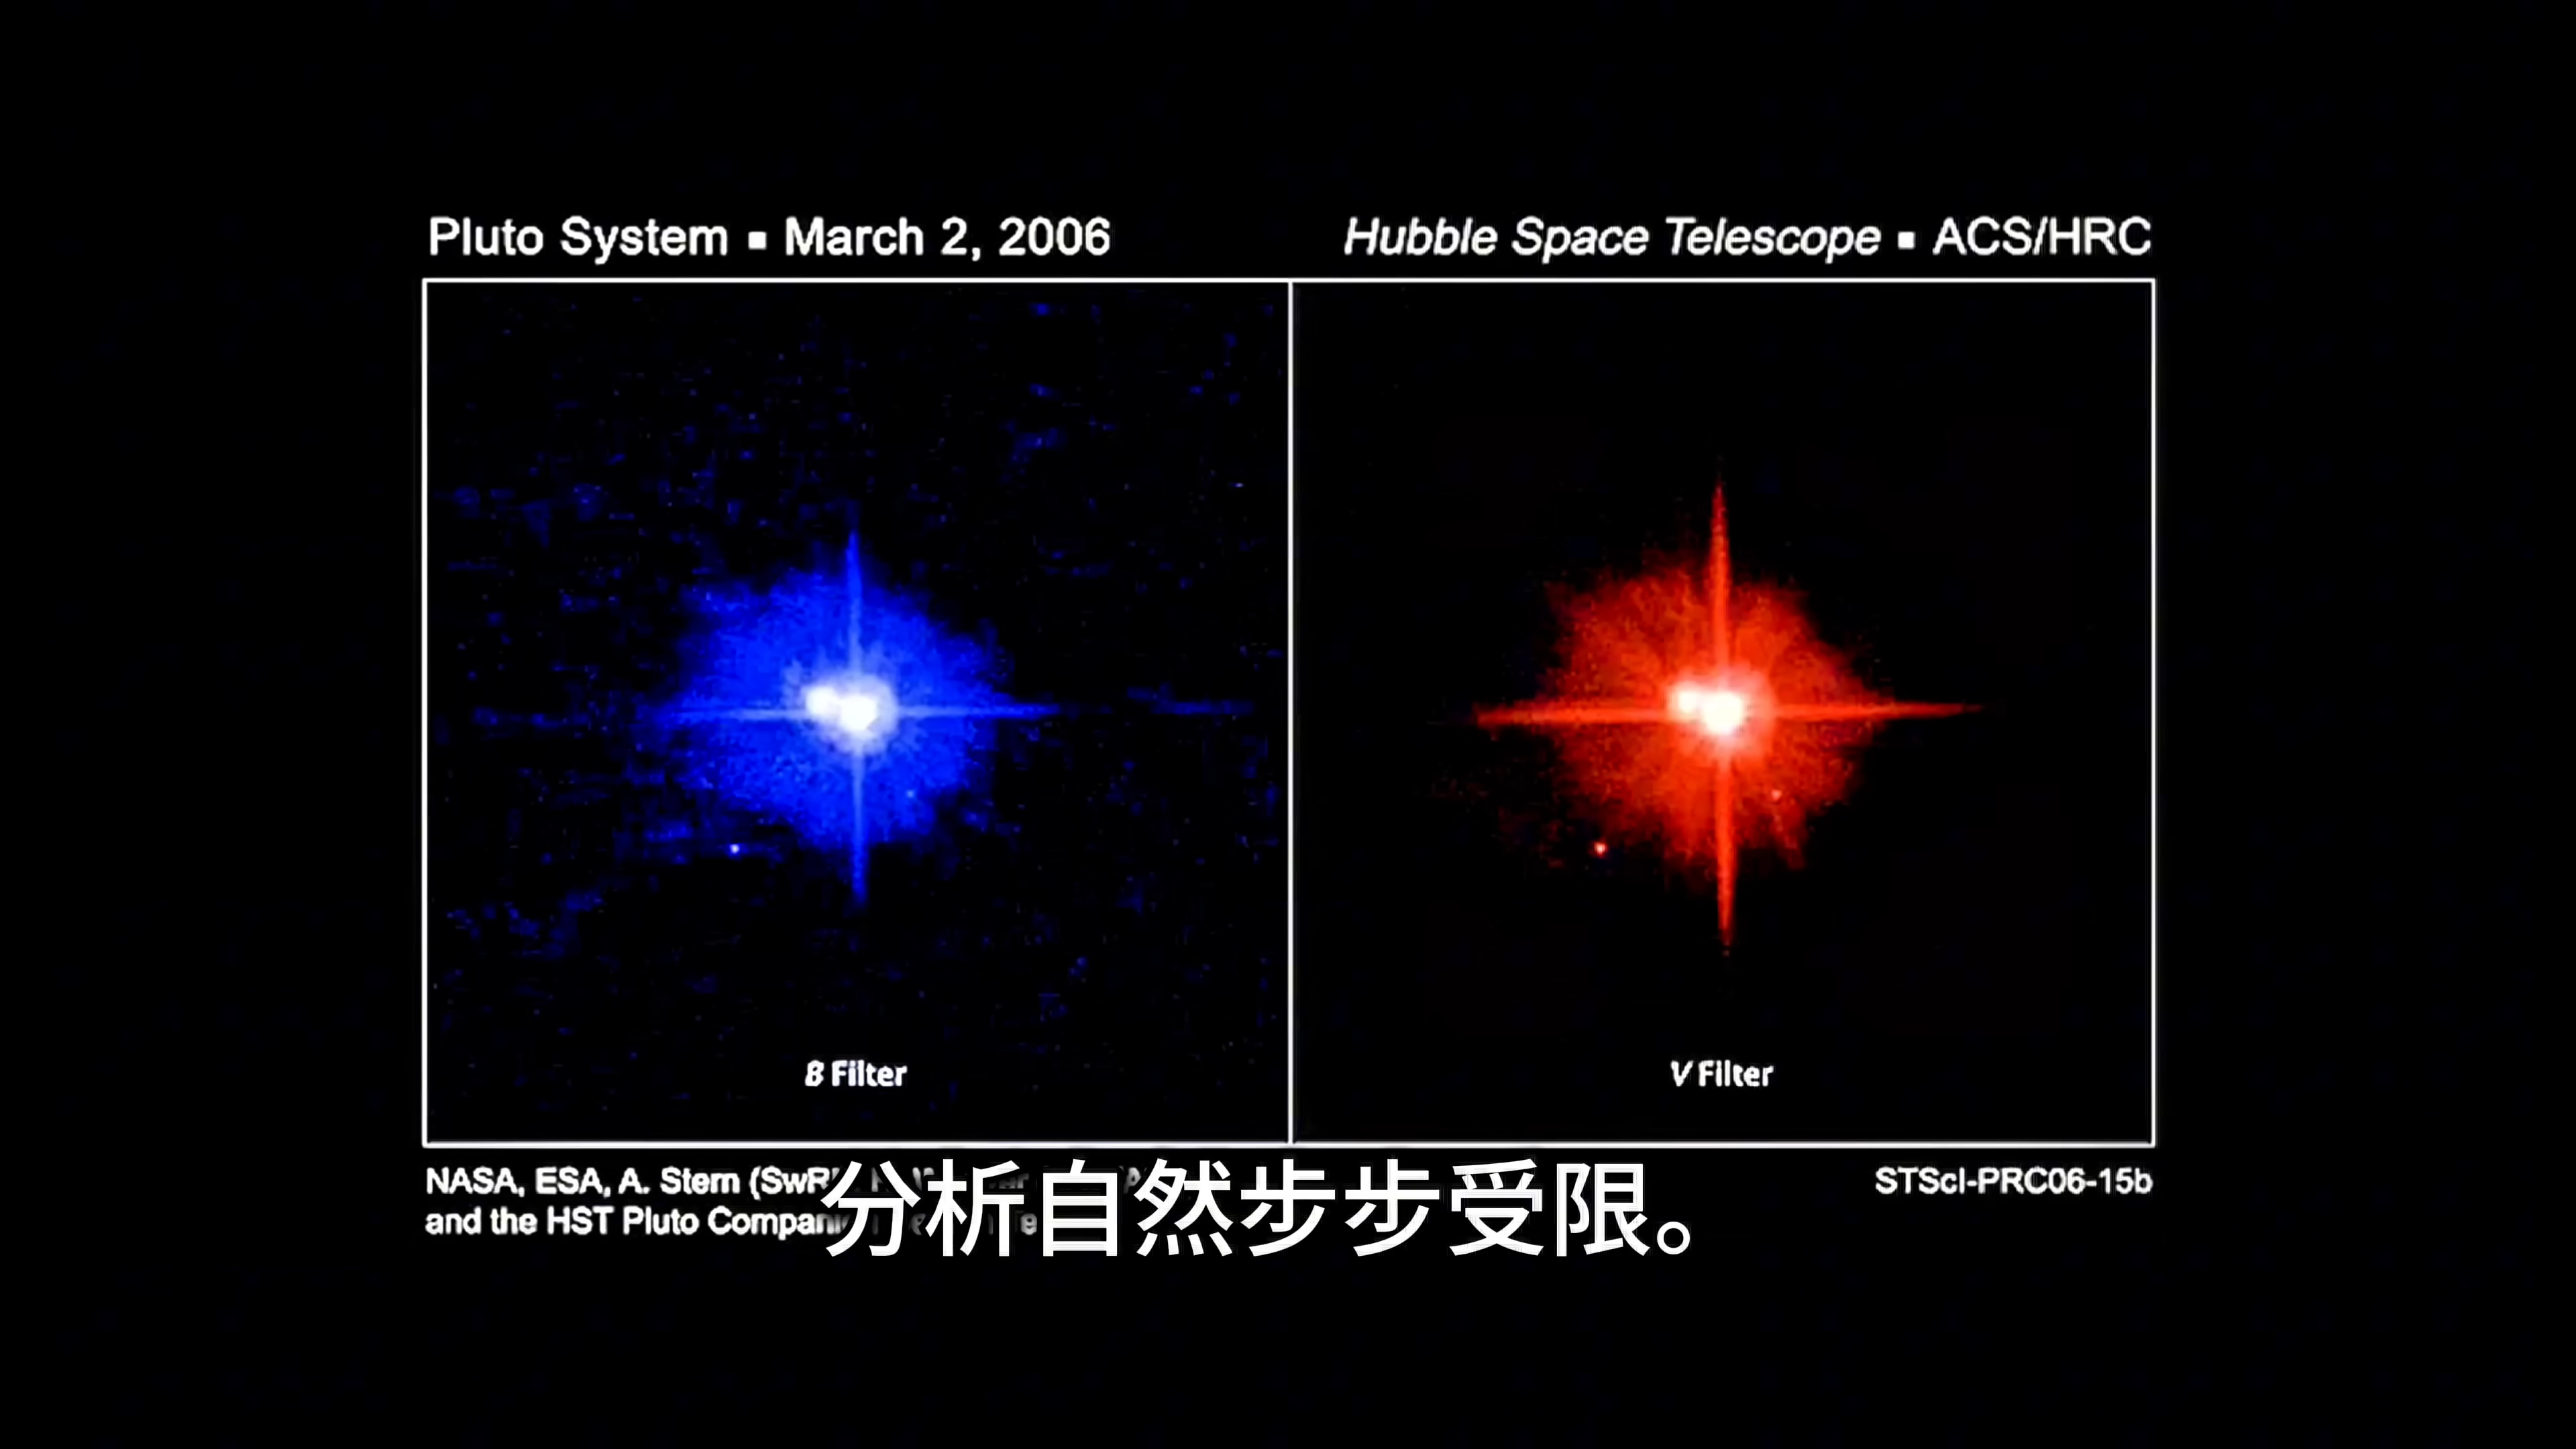 Pluto System ▪ March 2, 2006
Hubble Space Telescope ▪ ACS/HRC
B Filter
V Filter
NASA, ESA, A. Stern
and the HST Pluto
STScI-PRC06-15b
分析自然步步受限。